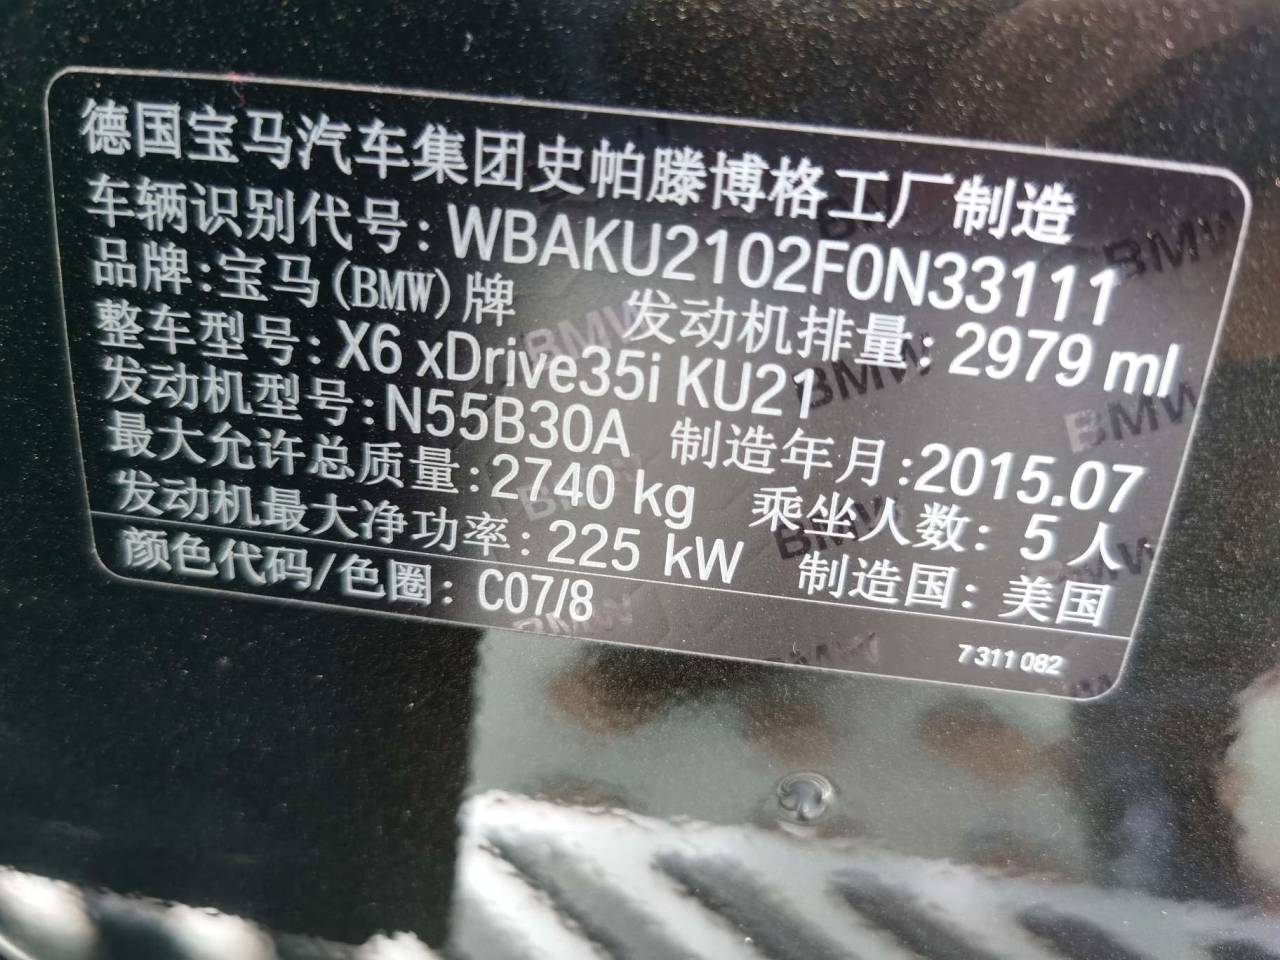 德国宝马汽车集团史帕滕博格工厂制造
车辆识别代号: WBAKU2102F0N33111
品牌:宝马(BMW)牌 发动机排量: 2979 ml
整车型号: X6 xDrive35i KU21
发动机型号:N55B30A 制造年月:2015.07
最大允许总质量:2740 kg 乘坐人数: 5人
发动机最大净功率: 225 kW 制造国: 美国
颜色代码/色圈: C07/8
7 311 082